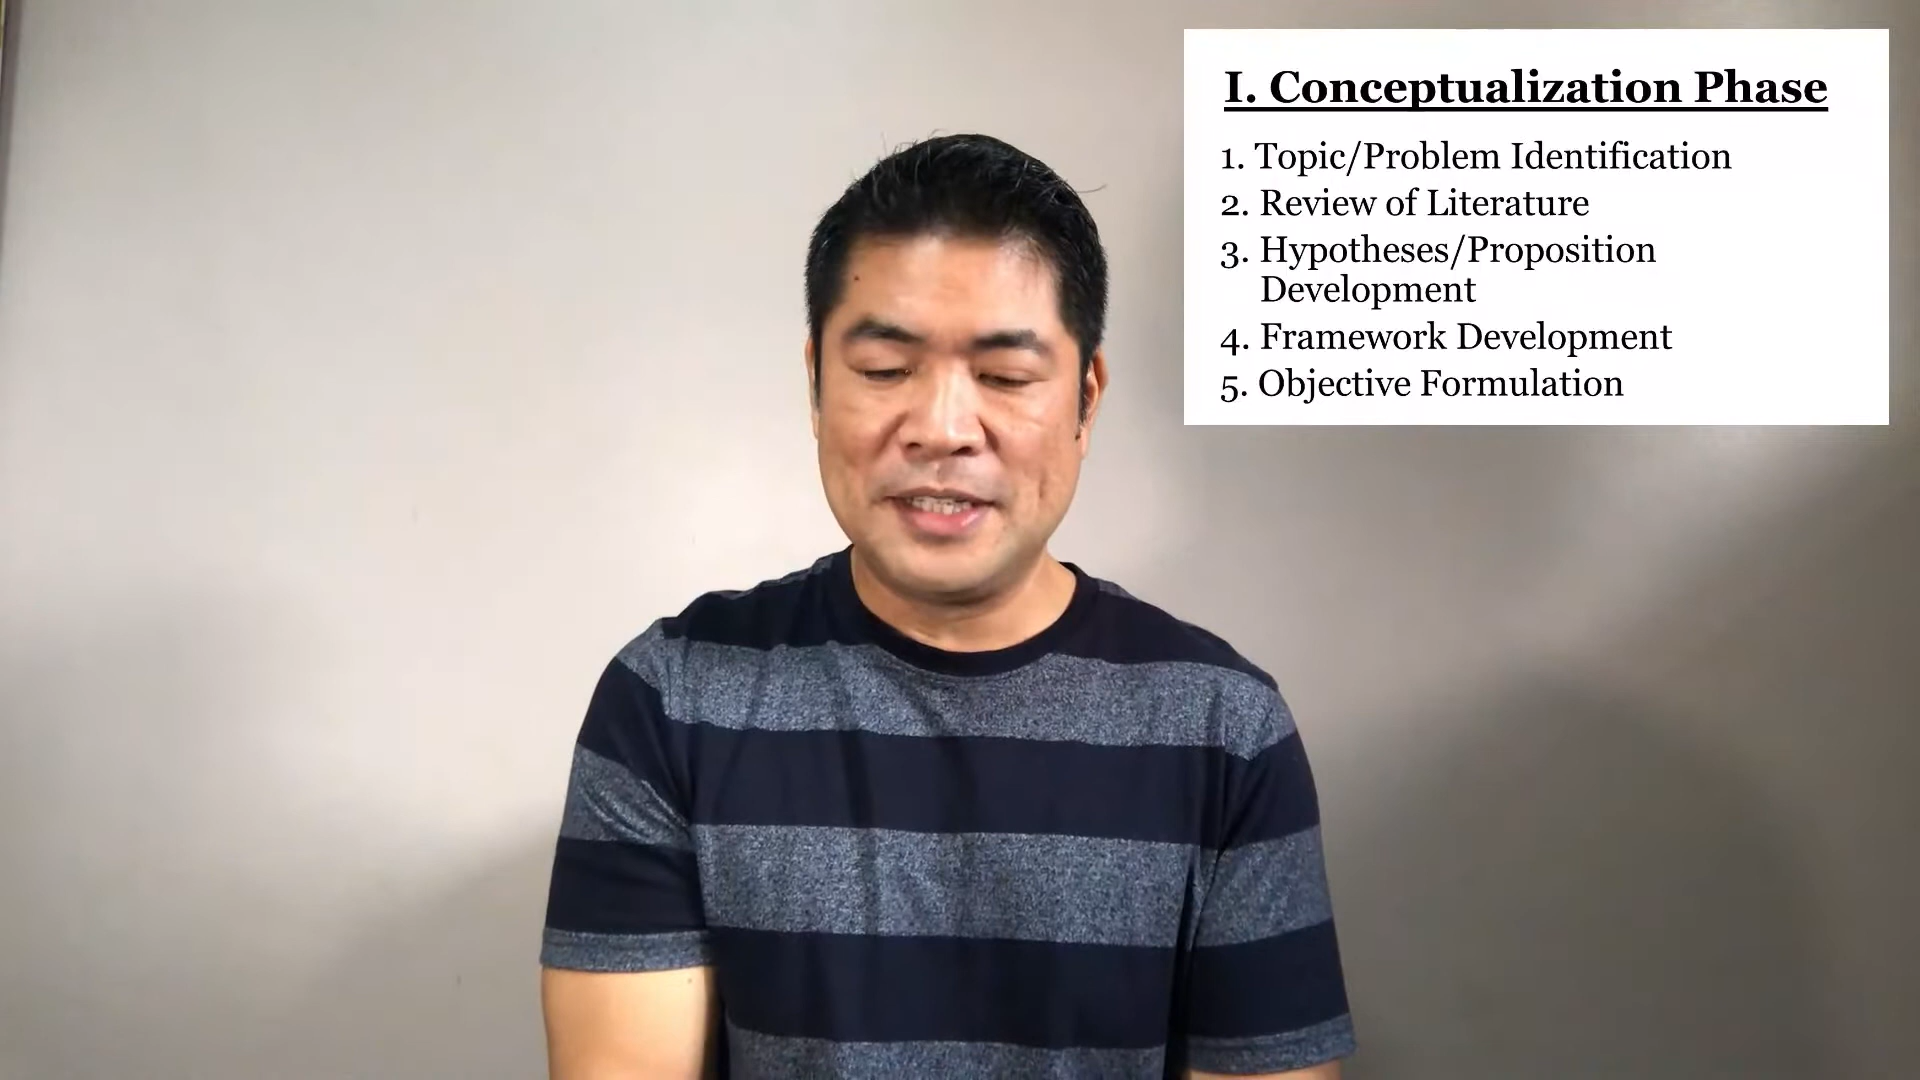 I. Conceptualization Phase
1. Topic/Problem Identification
2. Review of Literature
3. Hypotheses/Proposition
Development
4. Framework Development
5. Objective Formulation